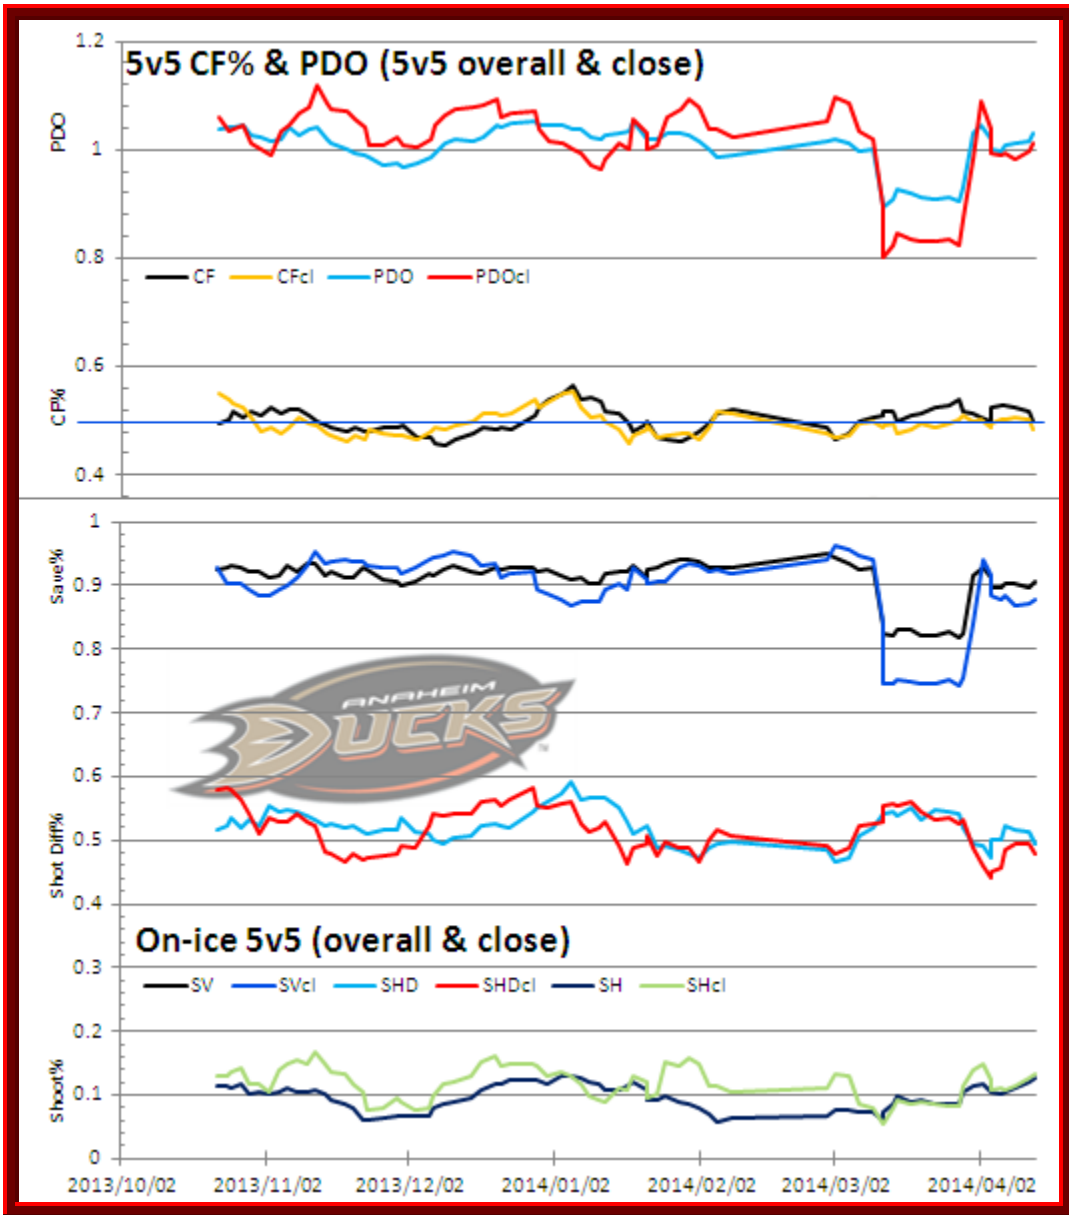 1.2
5v5 CF% & PDO (5v5 overall & close)
PDO
1
0.8
CF CFcl PDO PDOcl
0.6
CF%
0.4
1
Save%
0.9
0.8
ANAHEIM
DUCKS
TM
0.7
0.6
Shot Diff%
0.5
0.4
On-ice 5v5 (overall & close)
0.3
SV SVcl SHD SHDcl SH SHcl
0.2
Shoot%
0.1
0
2013/10/02 2013/11/02 2013/12/02 2014/01/02 2014/02/02 2014/03/02 2014/04/02